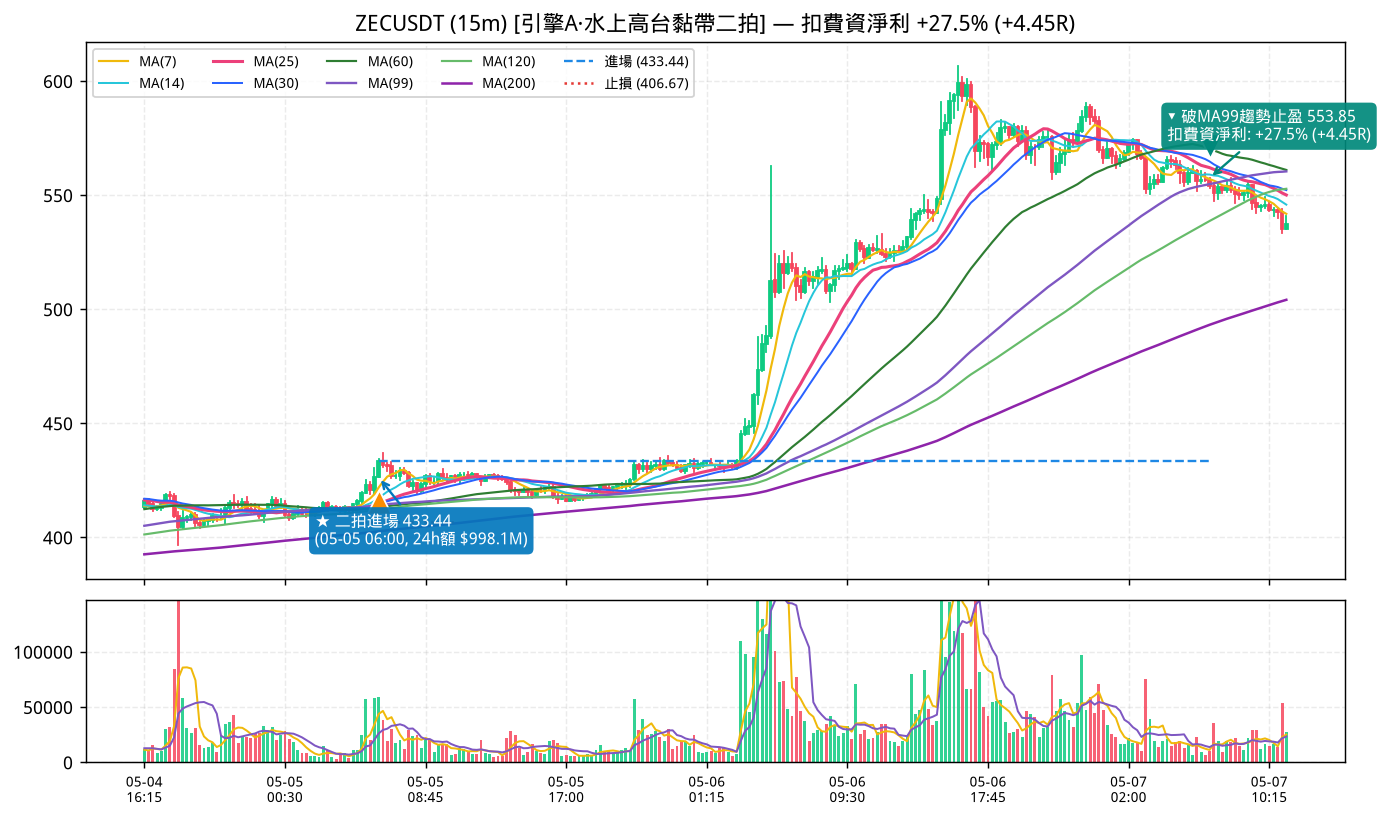 ZECUSDT (15m) [引擎A·水上高台黏帶二拍] — 扣費資淨利 +27.5% (+4.45R)
MA(7)
MA(14)
MA(25)
MA(30)
MA(60)
MA(99)
MA(120)
MA(200)
進場 (433.44)
止損 (406.67)
600
550
500
450
400
▼ 破MA99趨勢止盈 553.85
扣費資淨利: +27.5% (+4.45R)
★ 二拍進場 433.44
(05-05 06:00, 24h額 $998.1M)
100000
50000
0
05-04
16:15
05-05
00:30
05-05
08:45
05-05
17:00
05-06
01:15
05-06
09:30
05-06
17:45
05-07
02:00
05-07
10:15